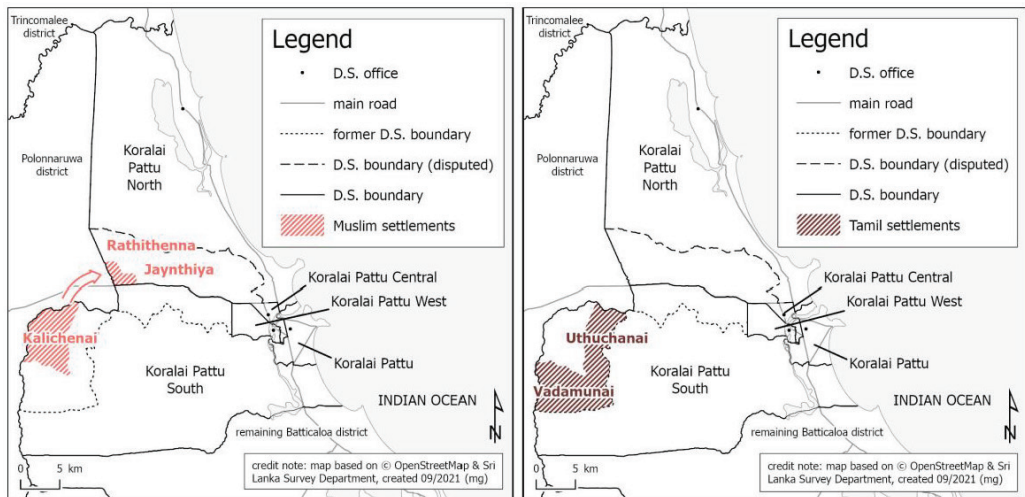 Trincomalee
district
Legend
D.S. office
main road
former D.S. boundary
D.S. boundary (disputed)
D.S. boundary
Muslim settlements
Polonnaruwa
district
Koralai
Pattu
North
Rathithenna
Jaynthiya
Kalichenai
Koralai Pattu Central
Koralai Pattu West
Koralai Pattu
Koralai Pattu
South
INDIAN OCEAN
N
remaining Batticaloa district
0 5 km
credit note: map based on © OpenStreetMap & Sri
Lanka Survey Department, created 09/2021 (mg)
Trincomalee
district
Legend
D.S. office
main road
former D.S. boundary
D.S. boundary (disputed)
D.S. boundary
Tamil settlements
Polonnaruwa
district
Koralai
Pattu
North
Koralai Pattu Central
Koralai Pattu West
Uthuchanai
Vadamunai
Koralai Pattu
Koralai Pattu
South
INDIAN OCEAN
N
remaining Batticaloa district
0 5 km
credit note: map based on © OpenStreetMap & Sri
Lanka Survey Department, created 09/2021 (mg)